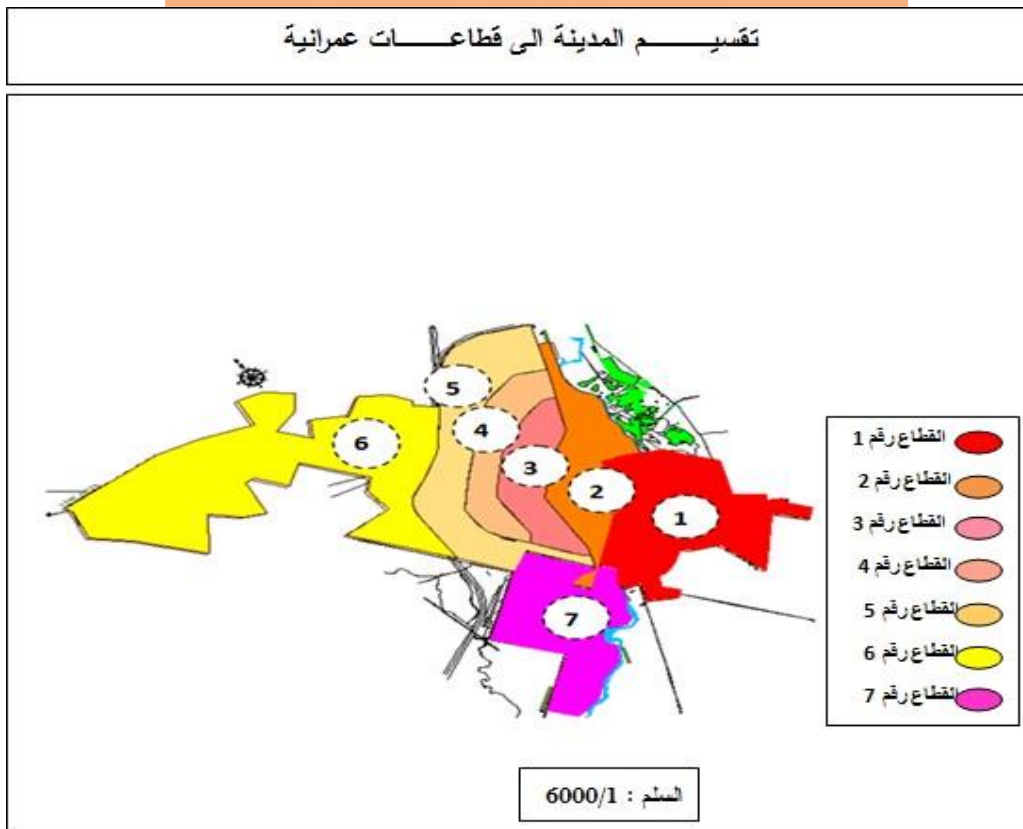 تقسيـــــــم المدينة الى قطاعــــــات عمرانية
5
6
4
3
2
1
7
القطاع رقم 1
القطاع رقم 2
القطاع رقم 3
القطاع رقم 4
القطاع رقم 5
القطاع رقم 6
القطاع رقم 7
السلم : 6000/1